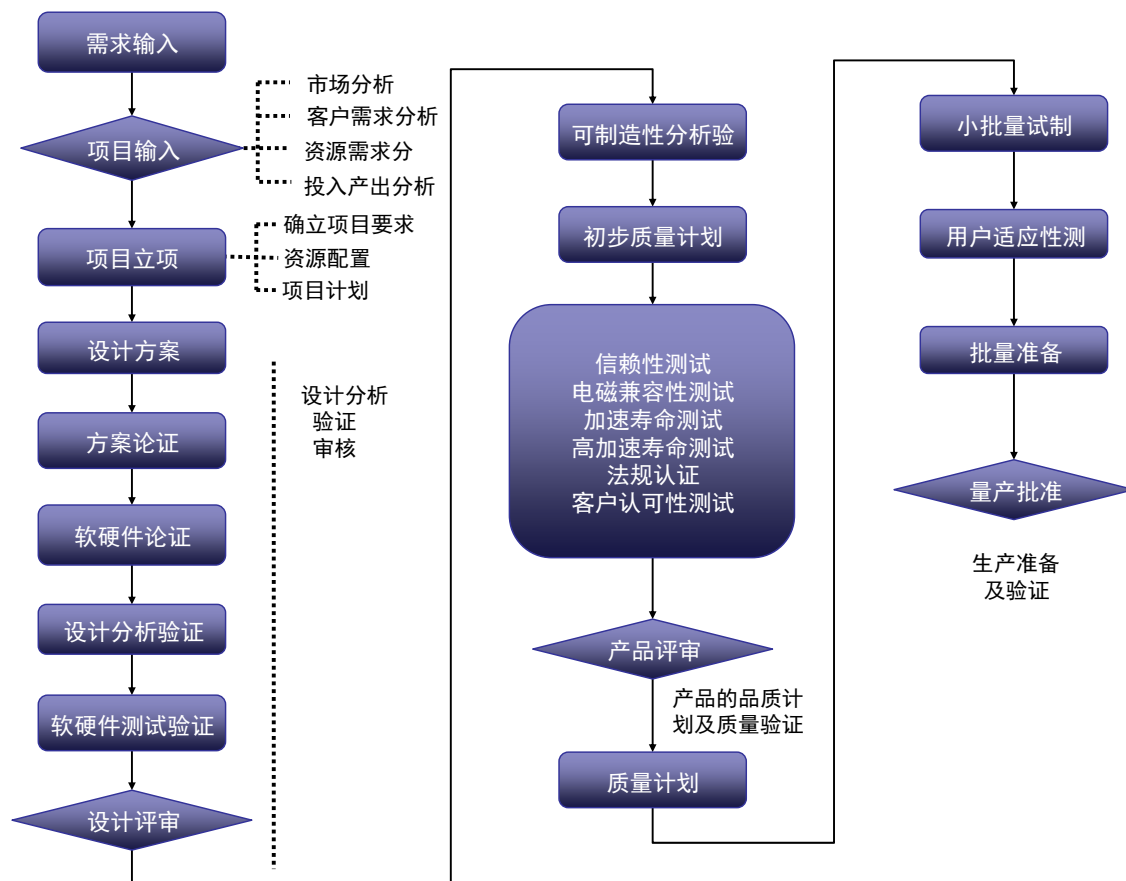 需求输入
项目输入
市场分析
客户需求分析
资源需求分
投入产出分析
项目立项
确立项目要求
资源配置
项目计划
设计方案
方案论证
软硬件论证
设计分析验证
软硬件测试验证
设计评审
设计分析
验证
审核
可制造性分析验
初步质量计划
信赖性测试
电磁兼容性测试
加速寿命测试
高加速寿命测试
法规认证
客户认可性测试
产品评审
产品的品质计
划及质量验证
质量计划
小批量试制
用户适应性测
批量准备
量产批准
生产准备
及验证